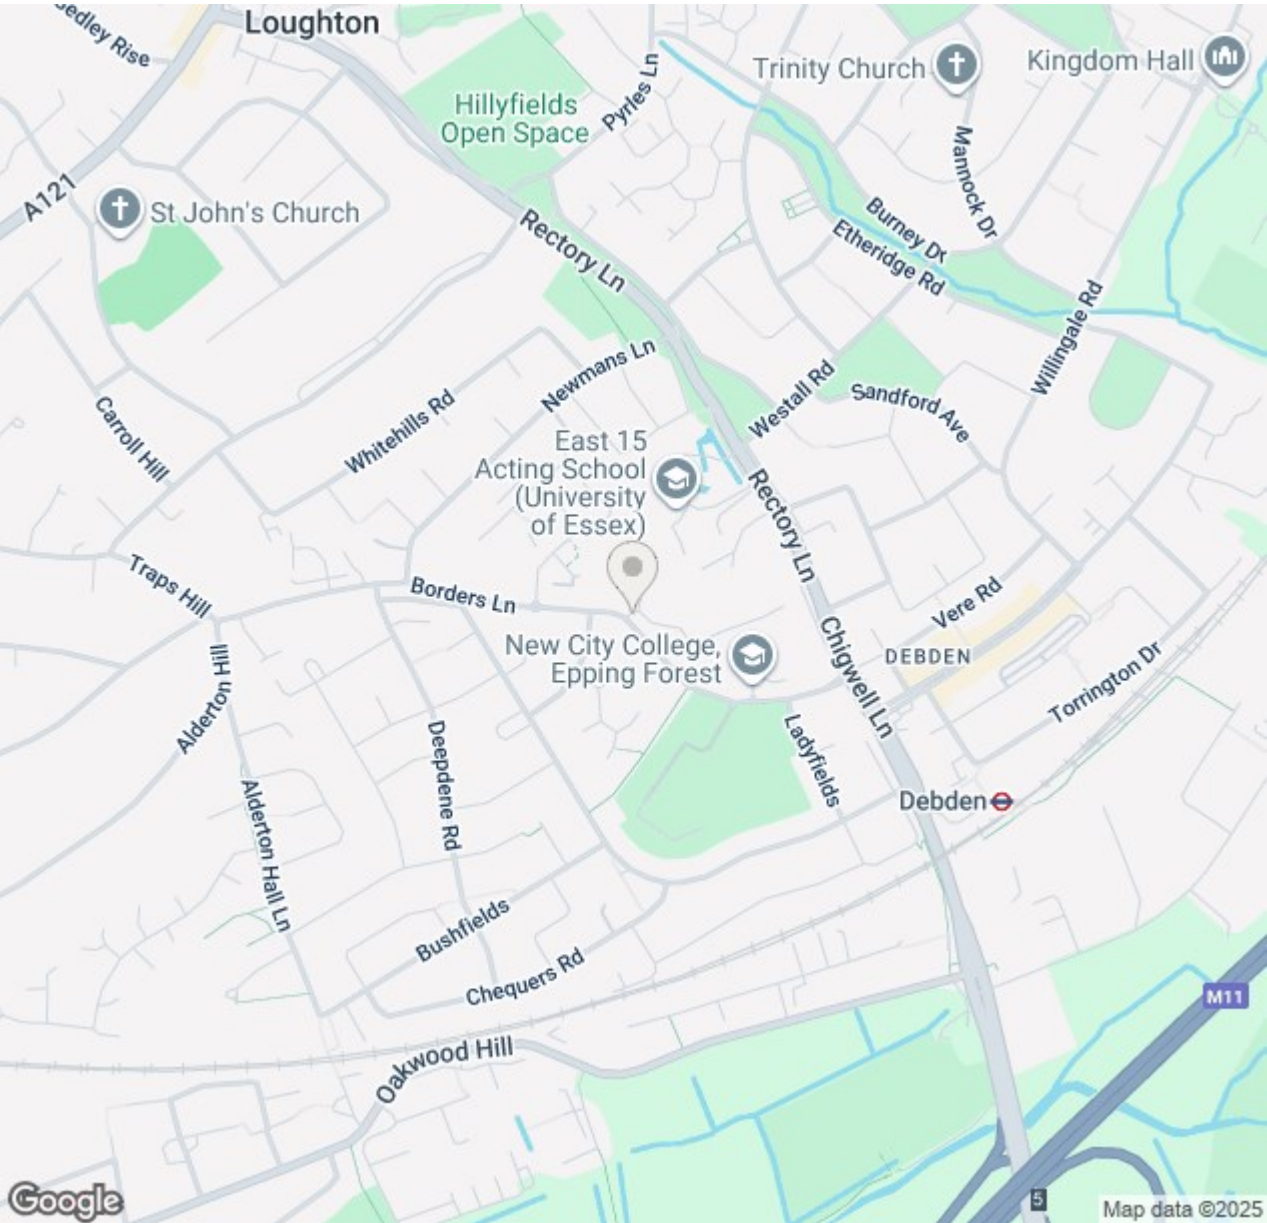 Loughton
edley Rise
Trinity Church
Kingdom Hall
Hillyfields
Open Space
Pyrles Ln
Mannock Dr
A121
St John's Church
Rectory Ln
Burney Dr
Etheridge Rd
Willingale Rd
Newmans Ln
Westall Rd
Sandford Ave
Carroll Hill
Whitehills Rd
East 15
Acting School
(University
of Essex)
Rectory Ln
Traps Hill
Borders Ln
Vere Rd
New City College,
Epping Forest
Chigwell Ln
DEBDEN
Torrington Dr
Alderton Hill
Deepdene Rd
Ladyfields
Alderton Hall Ln
Debden
Bushfields
Chequers Rd
M11
Oakwood Hill
5
Google
Map data ©2025